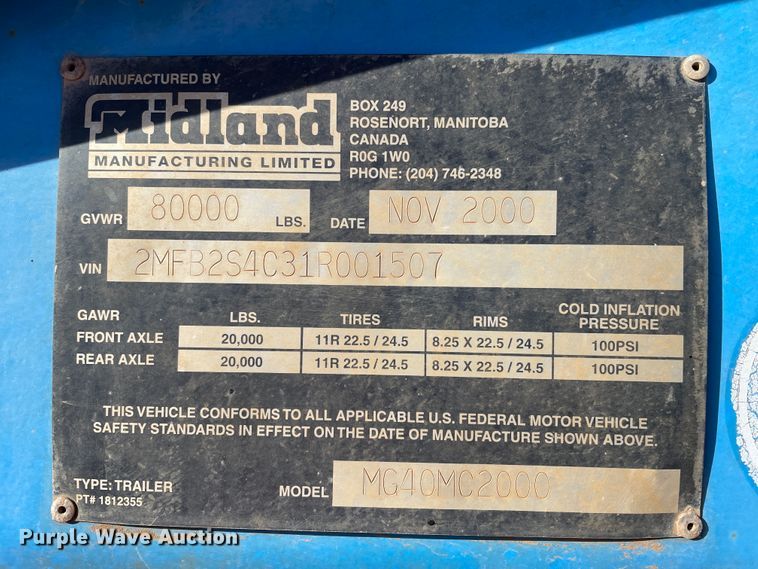 MANUFACTURED BY
Midland
MANUFACTURING LIMITED
BOX 249
ROSENORT, MANITOBA
CANADA
R0G 1W0
PHONE: (204) 746-2348
GVWR 80000 LBS. DATE NOV 2000
VIN 2MFB2S4C31R001507
GAWR LBS. TIRES RIMS COLD INFLATION PRESSURE
FRONT AXLE 20,000 11R 22.5 / 24.5 8.25 X 22.5 / 24.5 100PSI
REAR AXLE 20,000 11R 22.5 / 24.5 8.25 X 22.5 / 24.5 100PSI
THIS VEHICLE CONFORMS TO ALL APPLICABLE U.S. FEDERAL MOTOR VEHICLE
SAFETY STANDARDS IN EFFECT ON THE DATE OF MANUFACTURE SHOWN ABOVE.
TYPE: TRAILER
PT# 1812355
MODEL MG40MC2000
Purple Wave Auction